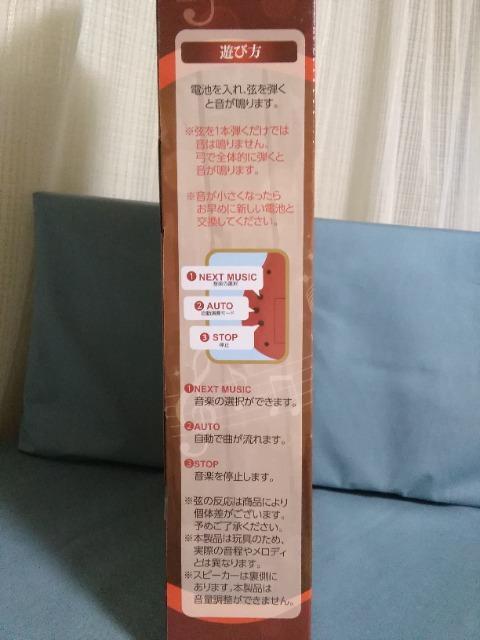 遊び方
電池を入れ、弦を弾く
と音が鳴ります。
※弦を1本弾くだけでは
音は鳴りません。
弓で全体的に弾くと
音が鳴ります。
※音が小さくなったら
お早めに新しい電池と
交換してください。
❶ NEXT MUSIC
音楽の選択
❷ AUTO
自動演奏モード
❸ STOP
停止
❶NEXT MUSIC
音楽の選択ができます。
❷AUTO
自動で曲が流れます。
❸STOP
音楽を停止します。
※弦の反応は商品により
個体差がございます。
予めご了承ください。
※本製品は玩具のため、
実際の音程やメロディ
とは異なります。
※スピーカーは裏側に
あります。本製品は
音量調整ができません。